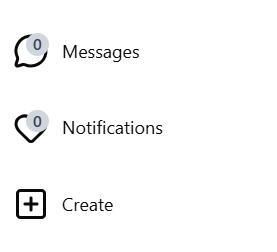 0
Messages
0
Notifications
Create